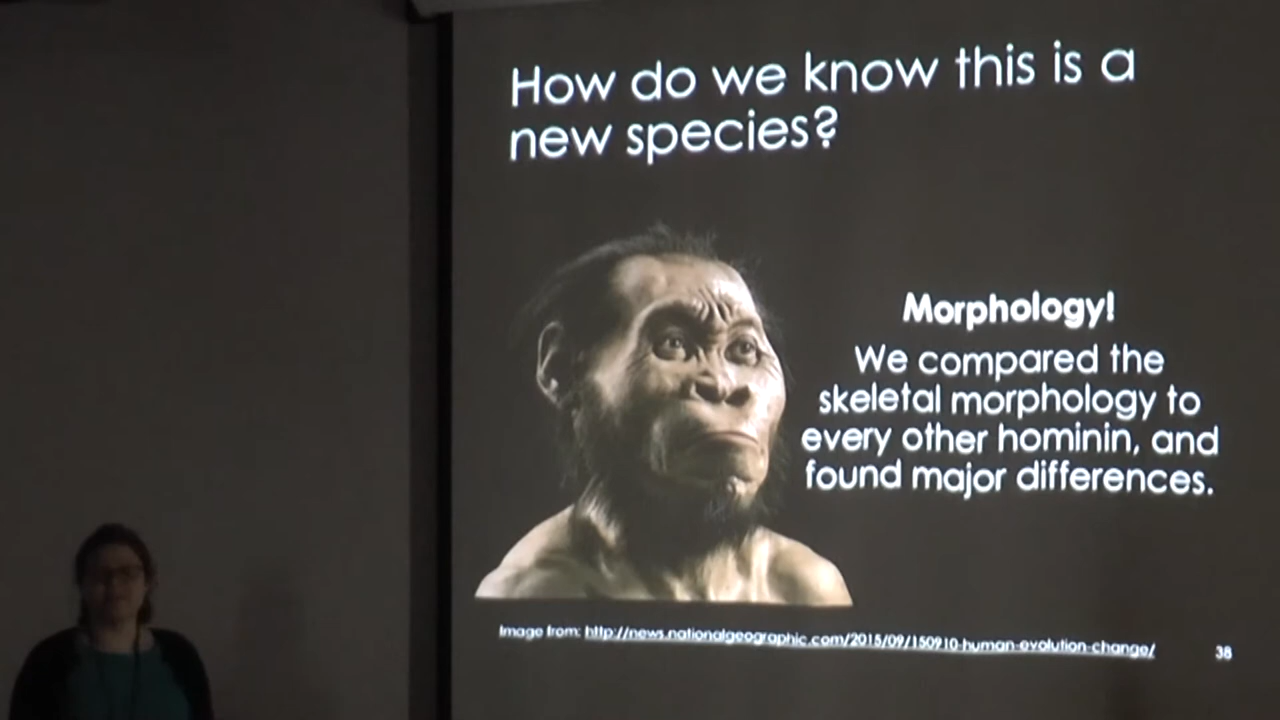 How do we know this is a
new species?
Morphology!
We compared the
skeletal morphology to
every other hominin, and
found major differences.
Image from: http://news.nationalgeographic.com/2015/09/150910-human-evolution-change/
38